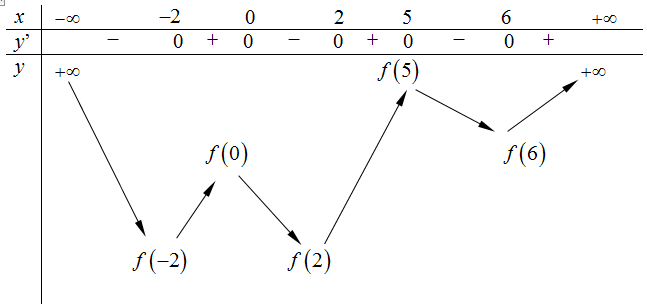 x −∞ −2 0 2 5 6 +∞
y' − 0 + 0 − 0 + 0 − 0 +
y +∞ f(5) +∞
f(0) f(6)
f(−2) f(2)